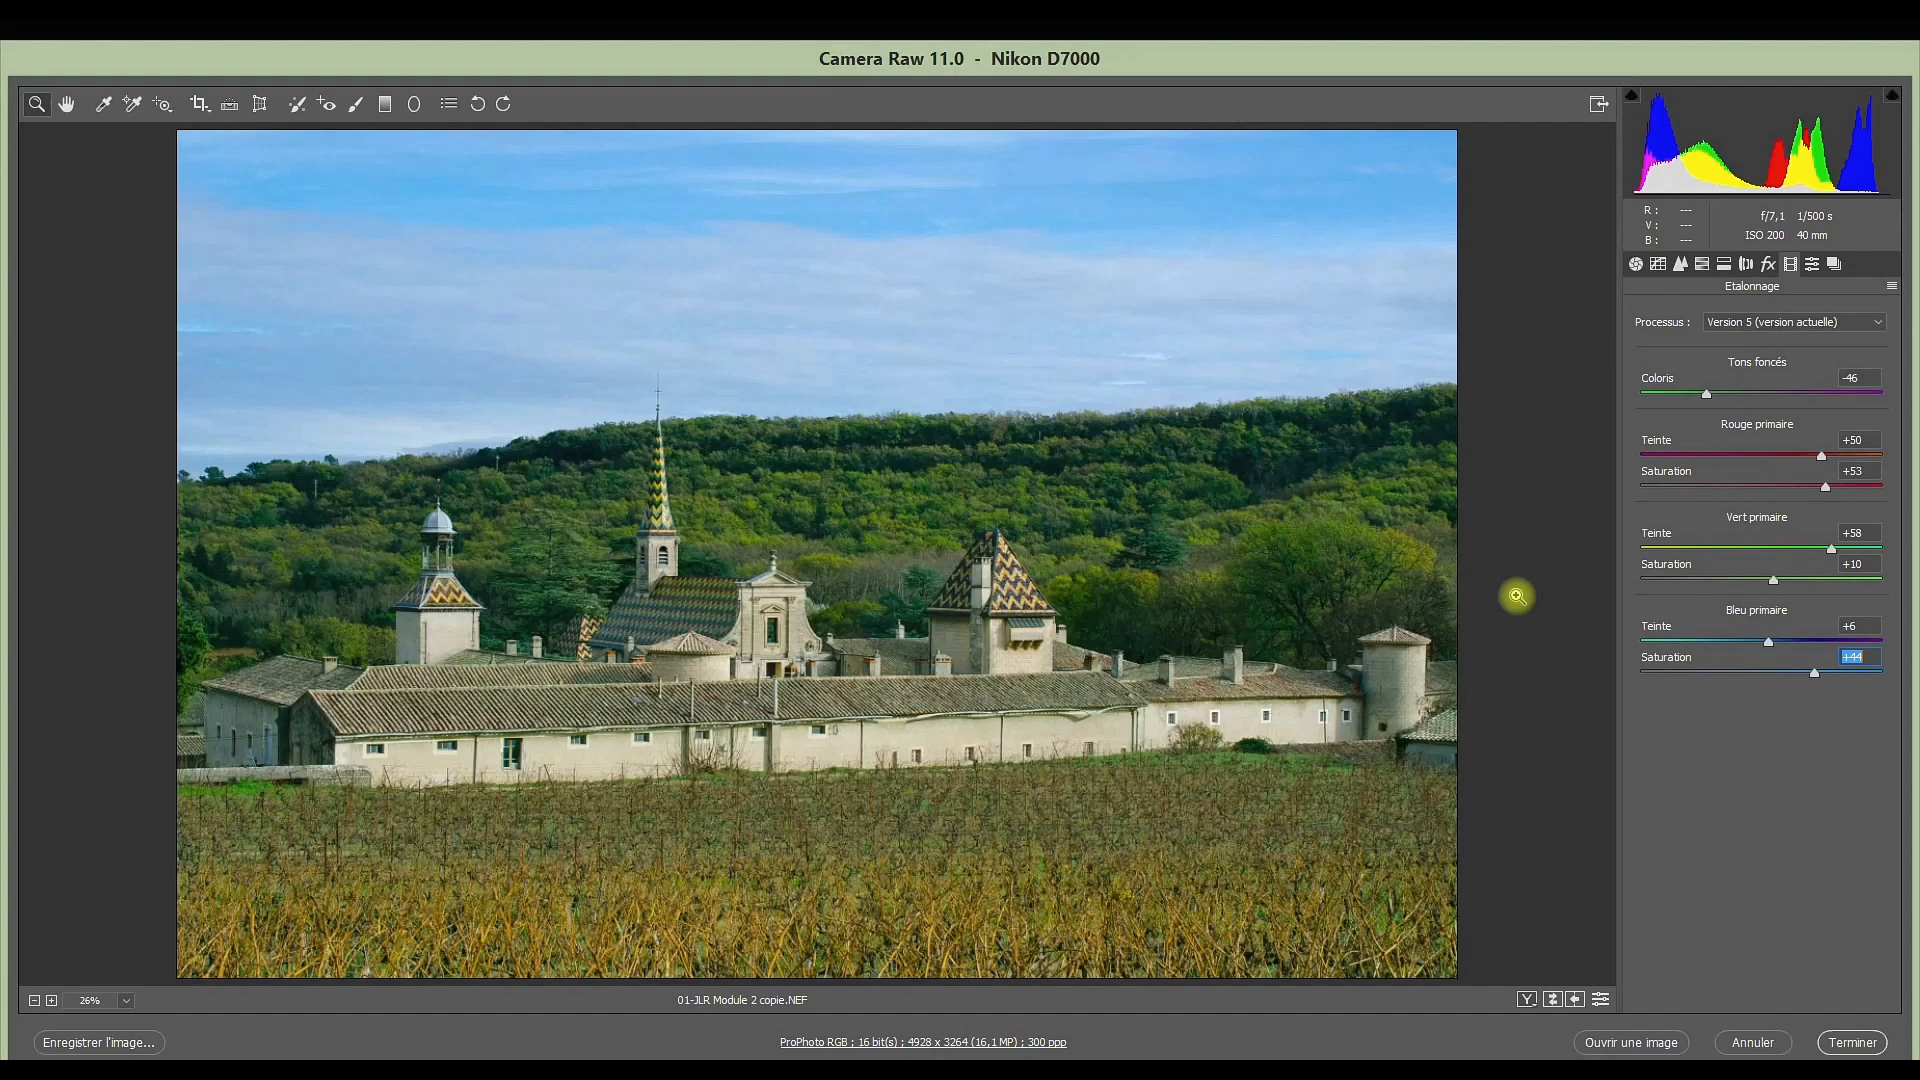 Camera Raw 11.0 - Nikon D7000
R : ---
V : ---
B : ---
f/7,1 1/500 s
ISO 200 40 mm
fx
Etalonnage
Processus : Version 5 (version actuelle)
Tons foncés
Coloris -46
Rouge primaire
Teinte +50
Saturation +53
Vert primaire
Teinte +58
Saturation +10
Bleu primaire
Teinte +6
Saturation +44
26%
01-JLR Module 2 copie.NEF
Y
Enregistrer l'image...
ProPhoto RGB ; 16 bit(s) ; 4928 x 3264 (16,1 MP) ; 300 ppp
Ouvrir une image
Annuler
Terminer